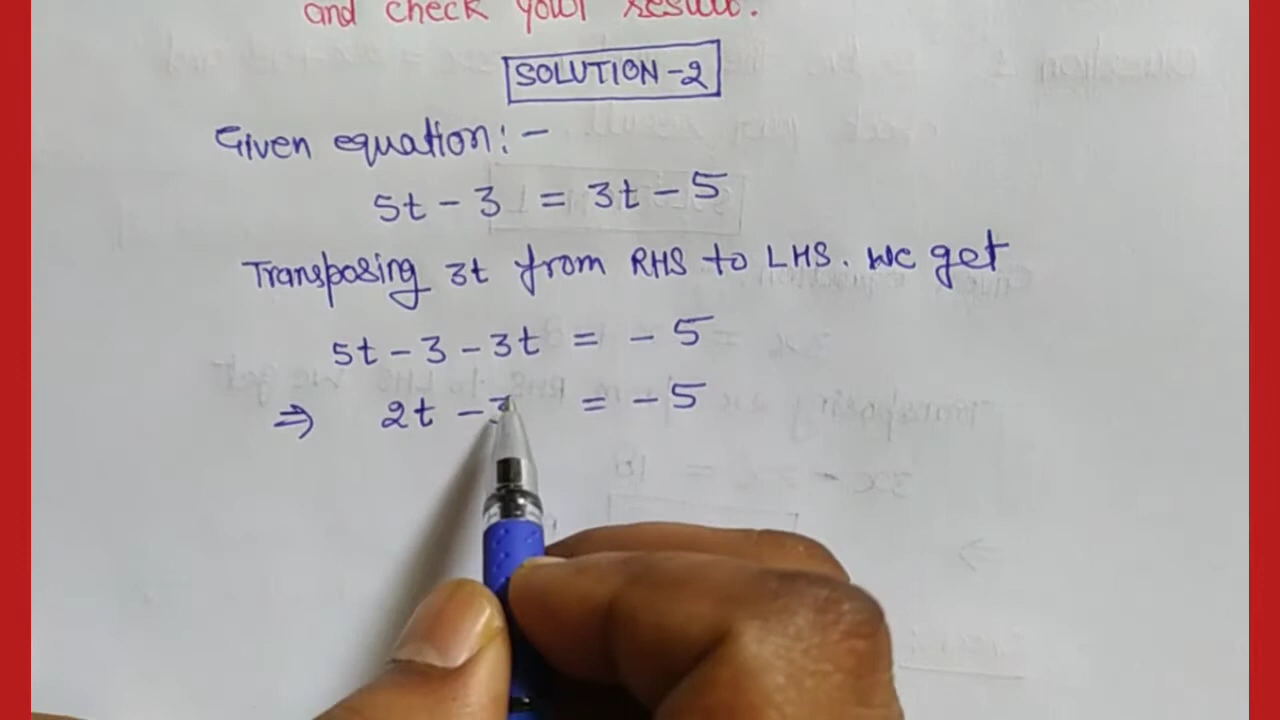 and check your result.
SOLUTION-2
Given equation:-
5t - 3 = 3t - 5
Transposing 3t from RHS to LHS. We get
5t - 3 - 3t = - 5
⇒ 2t - 3 = - 5